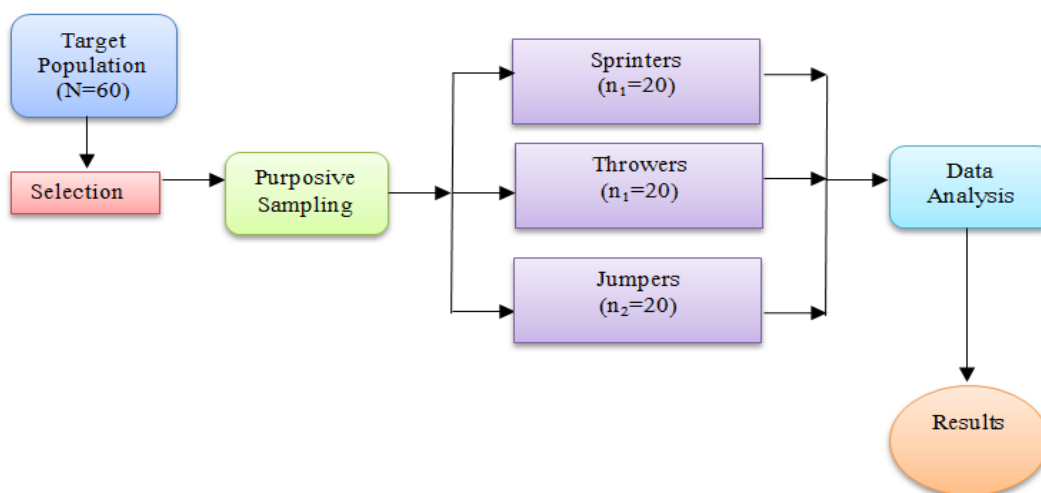 Target
Population
(N=60)
Selection
Purposive
Sampling
Sprinters
(n₁=20)
Throwers
(n₁=20)
Jumpers
(n₂=20)
Data
Analysis
Results